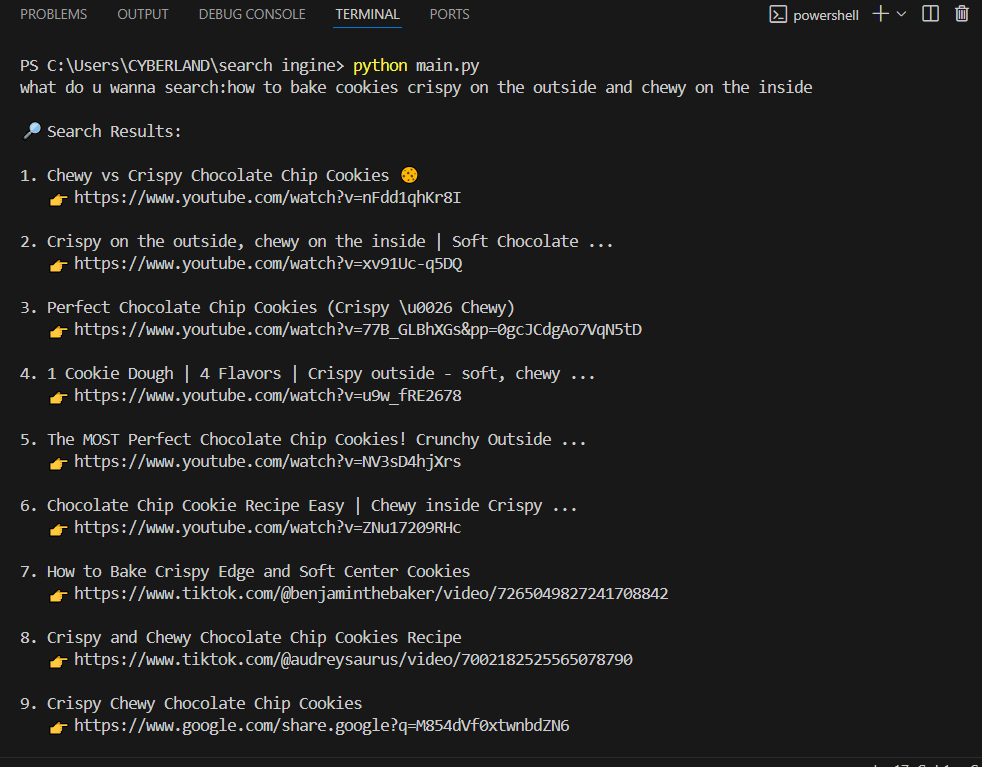 PROBLEMS OUTPUT DEBUG CONSOLE TERMINAL PORTS powershell
PS C:\Users\CYBERLAND\search ingine> python main.py
what do u wanna search:how to bake cookies crispy on the outside and chewy on the inside
🔎 Search Results:
1. Chewy vs Crispy Chocolate Chip Cookies 🍪
👉 https://www.youtube.com/watch?v=nFdd1qhKr8I
2. Crispy on the outside, chewy on the inside | Soft Chocolate ...
👉 https://www.youtube.com/watch?v=xv91Uc-q5DQ
3. Perfect Chocolate Chip Cookies (Crispy \u0026 Chewy)
👉 https://www.youtube.com/watch?v=77B_GLBhXGs&pp=0gcJCdgAo7VqN5tD
4. 1 Cookie Dough | 4 Flavors | Crispy outside - soft, chewy ...
👉 https://www.youtube.com/watch?v=u9w_fRE2678
5. The MOST Perfect Chocolate Chip Cookies! Crunchy Outside ...
👉 https://www.youtube.com/watch?v=NV3sD4hjXrs
6. Chocolate Chip Cookie Recipe Easy | Chewy inside Crispy ...
👉 https://www.youtube.com/watch?v=ZNu17209RHc
7. How to Bake Crispy Edge and Soft Center Cookies
👉 https://www.tiktok.com/@benjaminthebaker/video/7265049827241708842
8. Crispy and Chewy Chocolate Chip Cookies Recipe
👉 https://www.tiktok.com/@audreysaurus/video/7002182525565078790
9. Crispy Chewy Chocolate Chip Cookies
👉 https://www.google.com/share.google?q=M854dVf0xtwnbdZN6